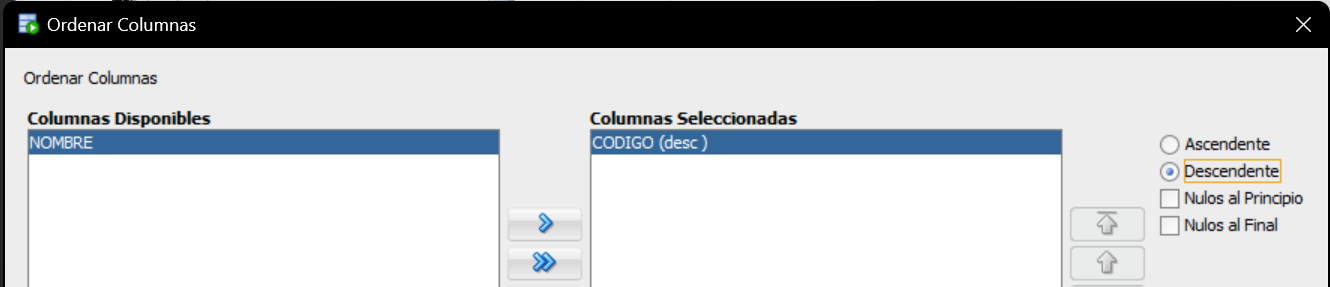 Ordenar Columnas
Ordenar Columnas
Columnas Disponibles
NOMBRE
Columnas Seleccionadas
CODIGO (desc )
Ascendente
Descendente
Nulos al Principio
Nulos al Final